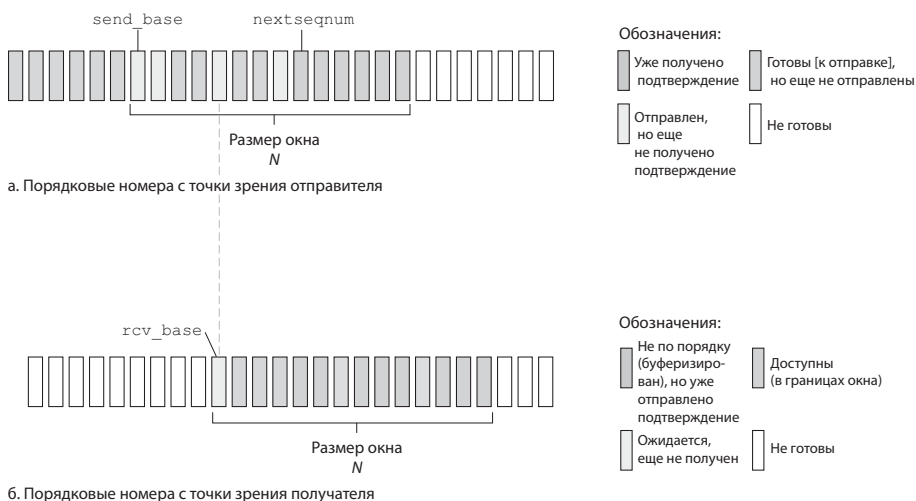 send_base
nextseqnum
Размер окна
N
а. Порядковые номера с точки зрения отправителя
Обозначения:
Уже получено
подтверждение
Готовы [к отправке],
но еще не отправлены
Отправлен,
но еще
не получено
подтверждение
Не готовы
rcv_base
Размер окна
N
б. Порядковые номера с точки зрения получателя
Обозначения:
Не по порядку
(буферизиро-
ван), но уже
отправлено
подтверждение
Доступны
(в границах окна)
Ожидается,
еще не получен
Не готовы